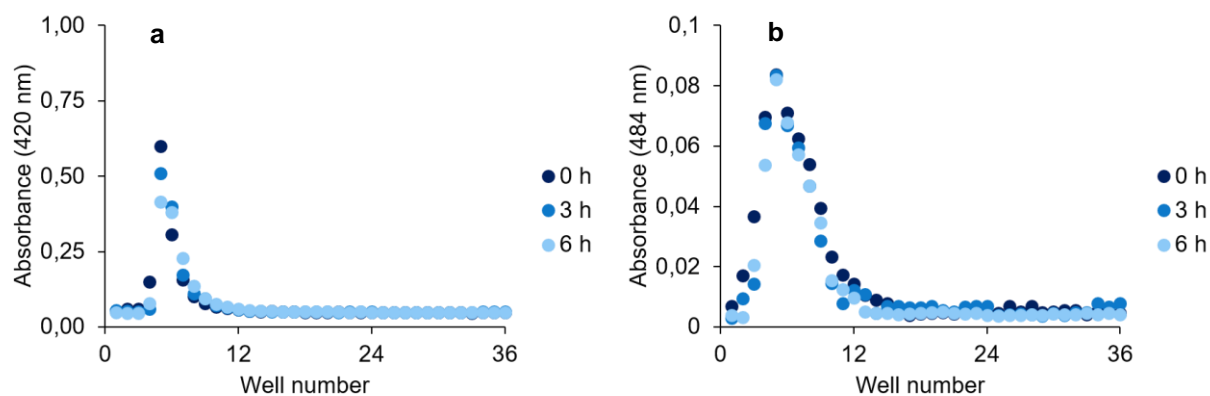 a
Absorbance (420 nm)
1,00
0,75
0,50
0,25
0,00
0
12
24
36
Well number
0 h
3 h
6 h
b
Absorbance (484 nm)
0,1
0,08
0,06
0,04
0,02
0
0
12
24
36
Well number
0 h
3 h
6 h